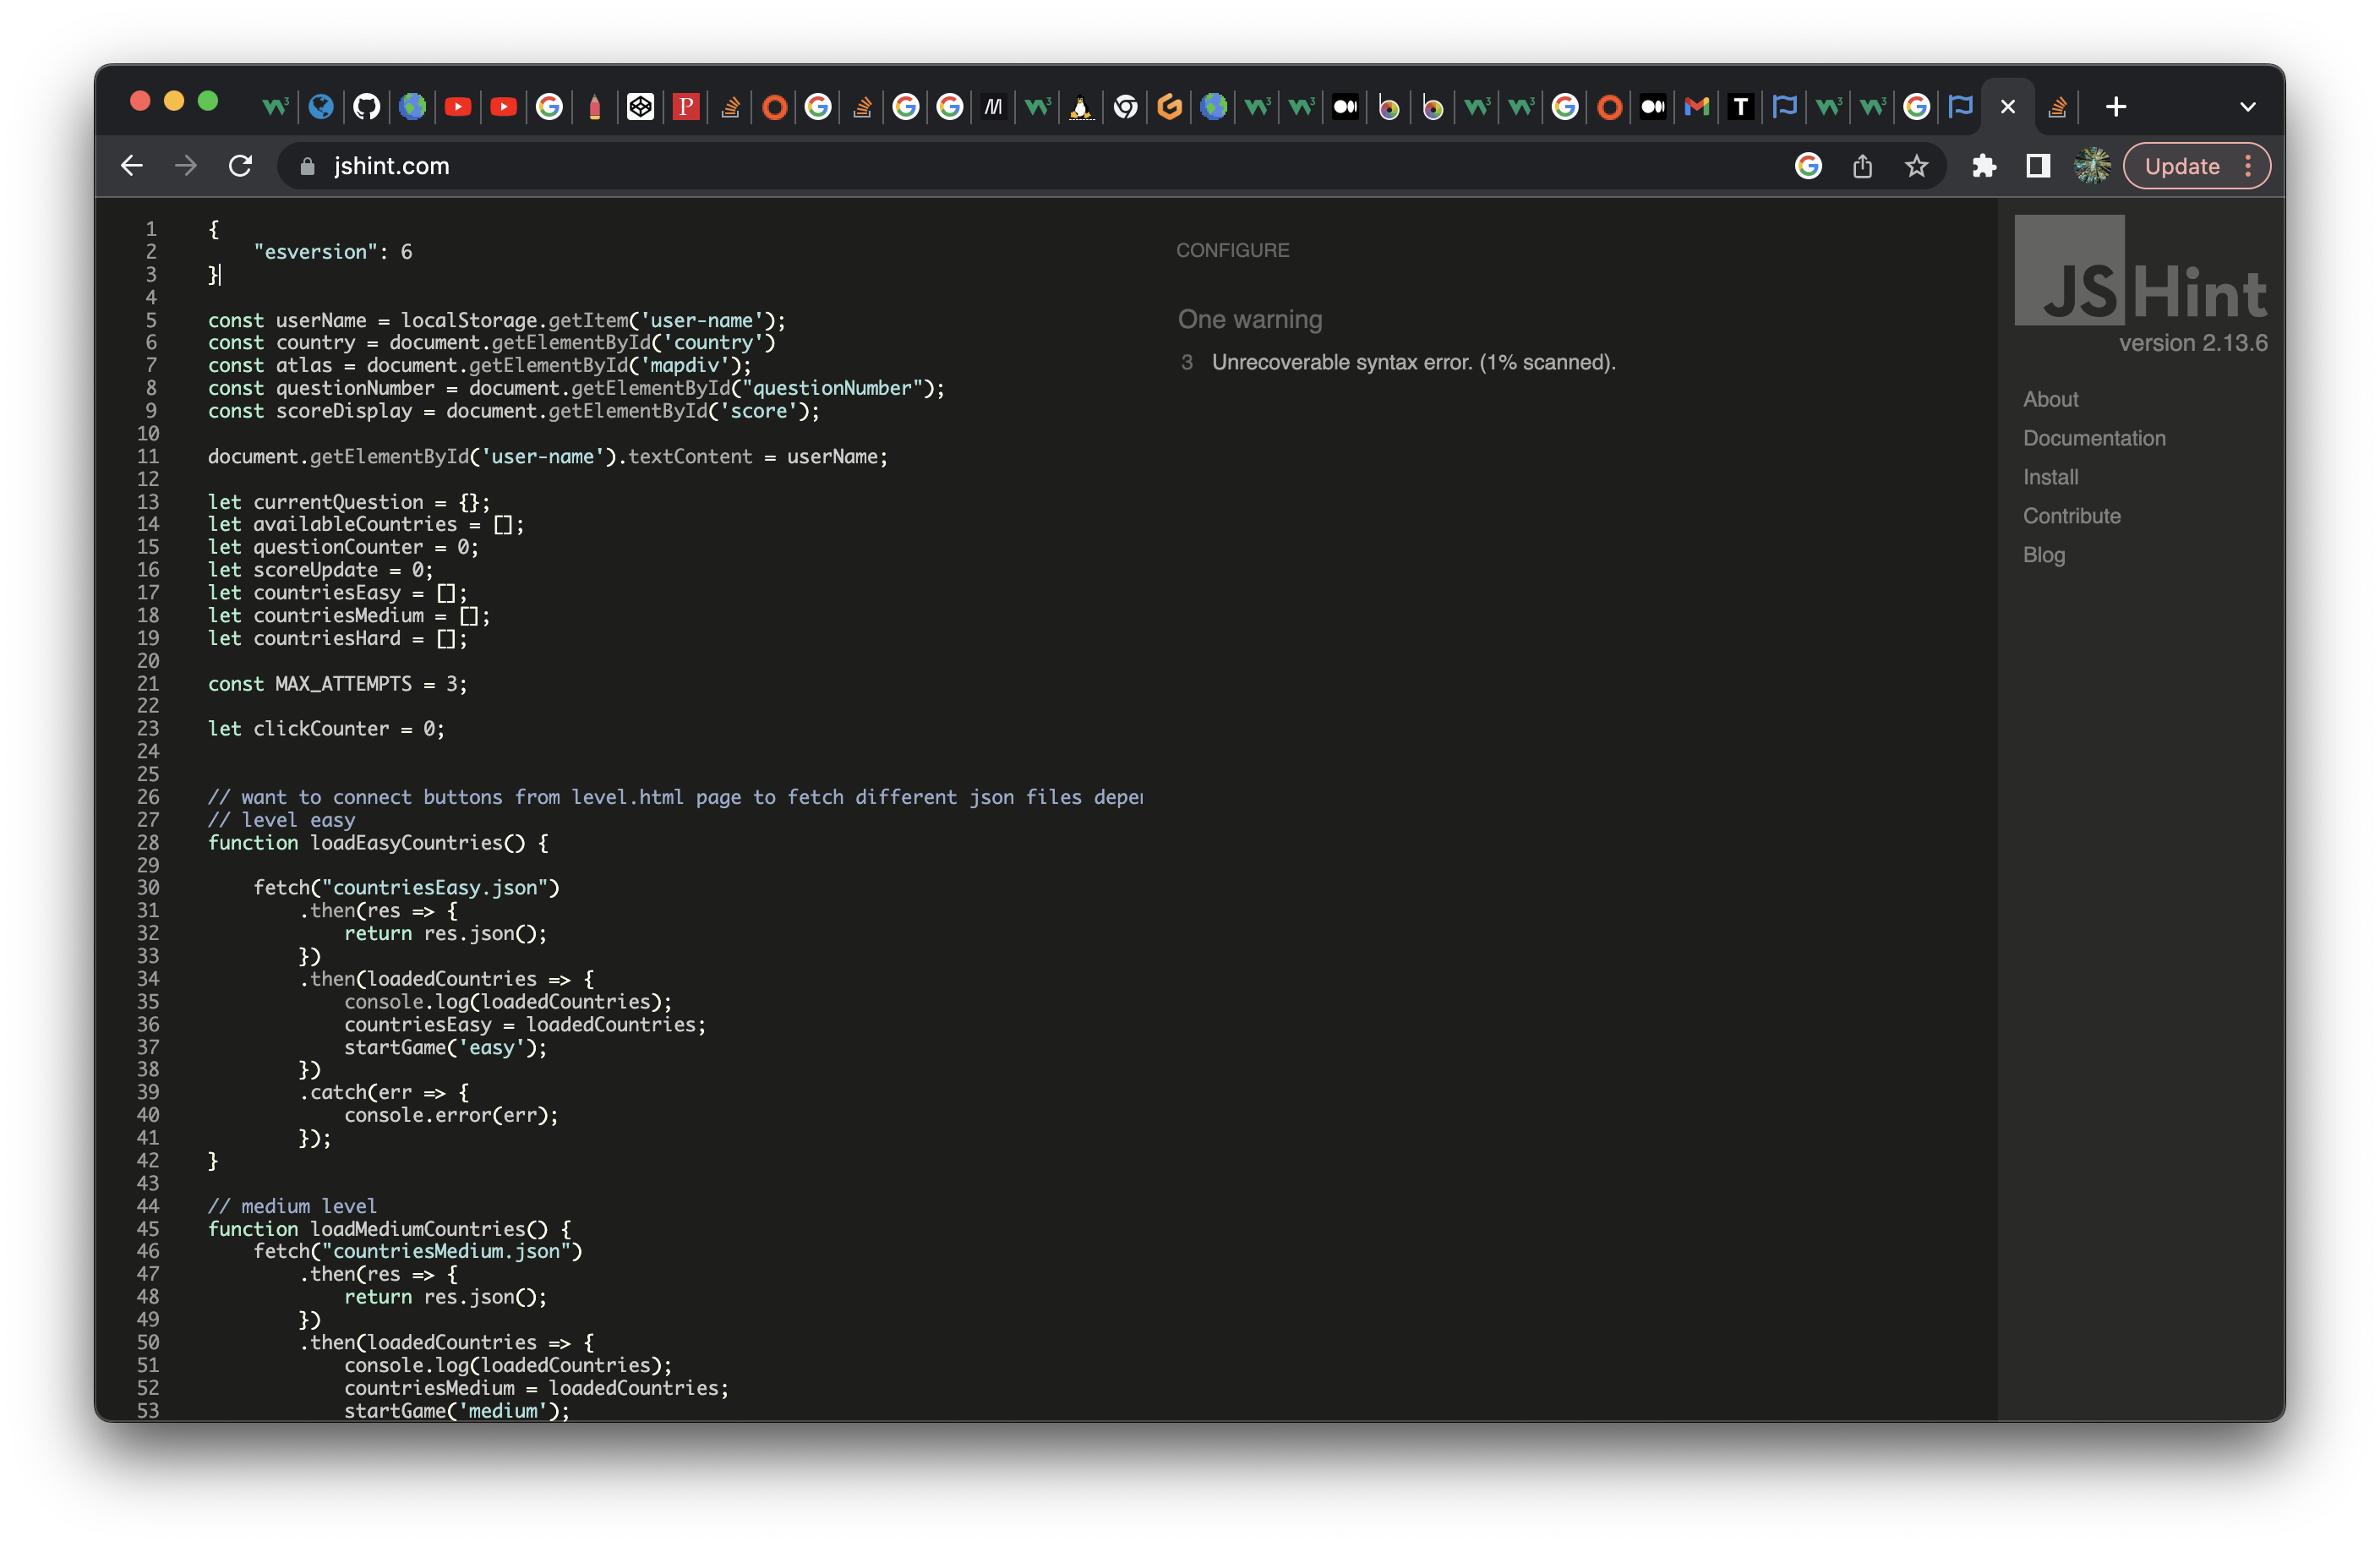 jshint.com
Update
1 {
2     "esversion": 6
3 }
4
5 const userName = localStorage.getItem('user-name');
6 const country = document.getElementById('country')
7 const atlas = document.getElementById('mapdiv');
8 const questionNumber = document.getElementById("questionNumber");
9 const scoreDisplay = document.getElementById('score');
10
11 document.getElementById('user-name').textContent = userName;
12
13 let currentQuestion = {};
14 let availableCountries = [];
15 let questionCounter = 0;
16 let scoreUpdate = 0;
17 let countriesEasy = [];
18 let countriesMedium = [];
19 let countriesHard = [];
20
21 const MAX_ATTEMPTS = 3;
22
23 let clickCounter = 0;
24
25
26 // want to connect buttons from level.html page to fetch different json files deper
27 // level easy
28 function loadEasyCountries() {
29
30     fetch("countriesEasy.json")
31         .then(res => {
32             return res.json();
33         })
34         .then(loadedCountries => {
35             console.log(loadedCountries);
36             countriesEasy = loadedCountries;
37             startGame('easy');
38         })
39         .catch(err => {
40             console.error(err);
41         });
42 }
43
44 // medium level
45 function loadMediumCountries() {
46     fetch("countriesMedium.json")
47         .then(res => {
48             return res.json();
49         })
50         .then(loadedCountries => {
51             console.log(loadedCountries);
52             countriesMedium = loadedCountries;
53             startGame('medium');
CONFIGURE
One warning
3 Unrecoverable syntax error. (1% scanned).
JSHint
version 2.13.6
About
Documentation
Install
Contribute
Blog